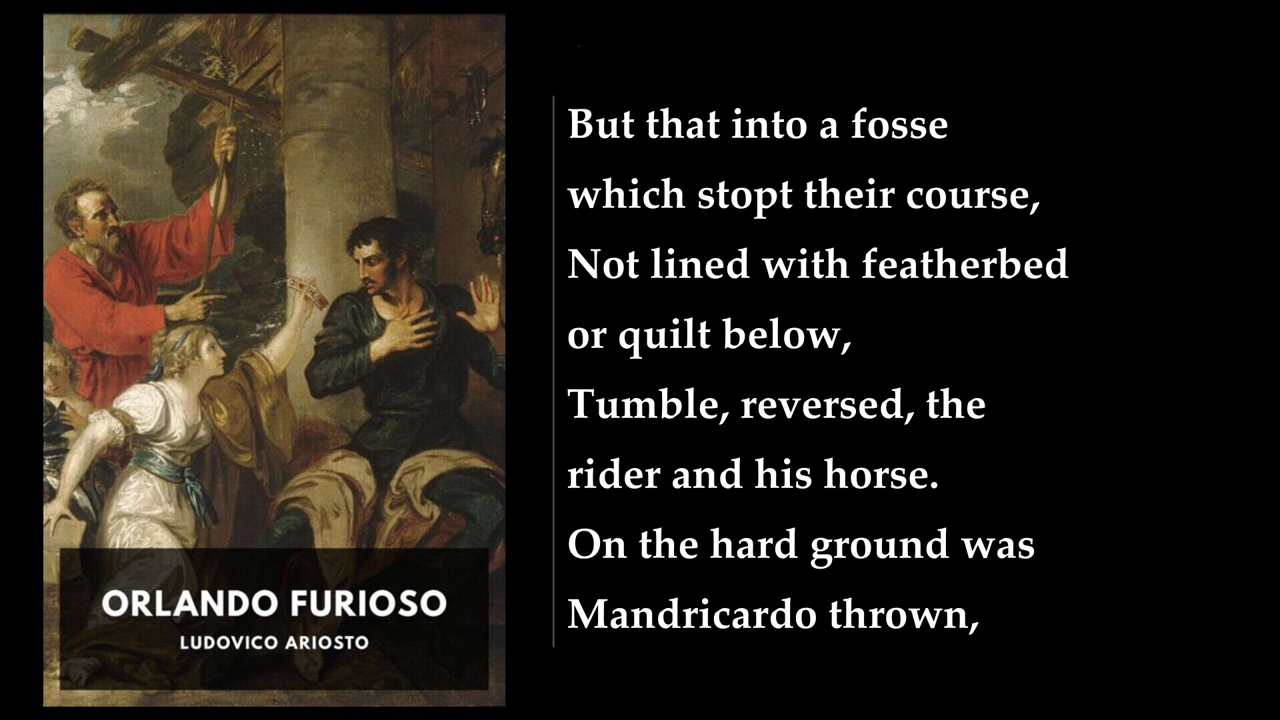 ORLANDO FURIOSO
LUDOVICO ARIOSTO
But that into a fosse
which stopt their course,
Not lined with featherbed
or quilt below,
Tumble, reversed, the
rider and his horse.
On the hard ground was
Mandricardo thrown,